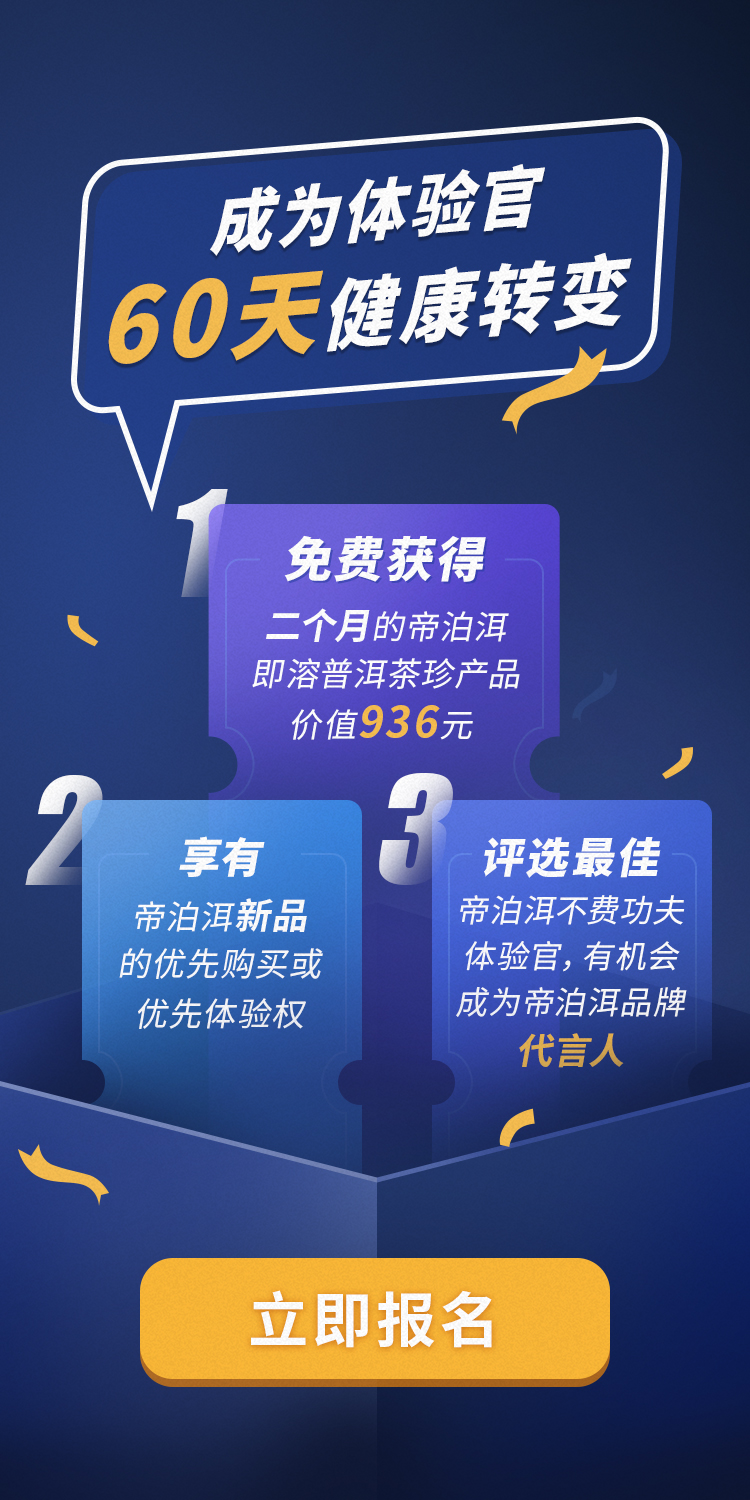 成为体验官
60天健康转变
1
免费获得
二个月的帝泊洱
即溶普洱茶珍产品
价值936元
2
享有
帝泊洱新品
的优先购买或
优先体验权
3
评选最佳
帝泊洱不费功夫
体验官，有机会
成为帝泊洱品牌
代言人
立即报名